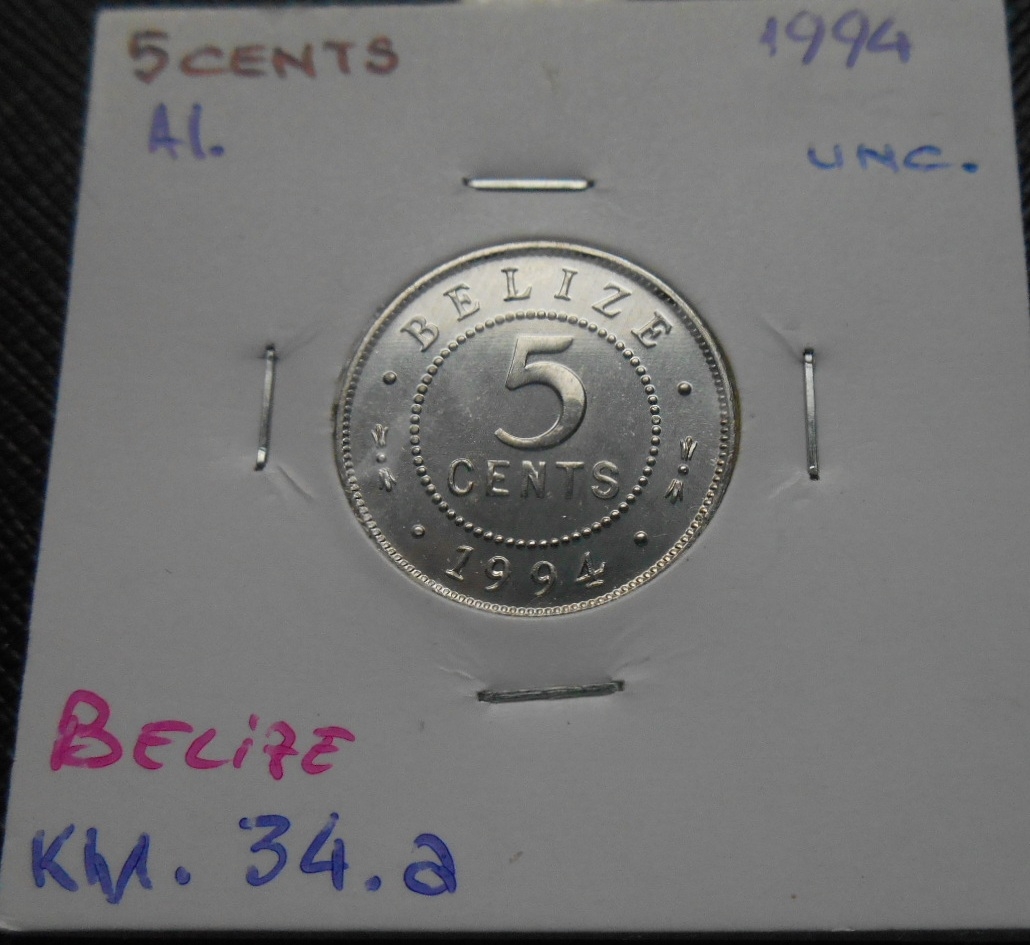 5 CENTS
1994
Al.
UNC.
BELIZE
5
CENTS
1994
BELiZE
KM. 34.a